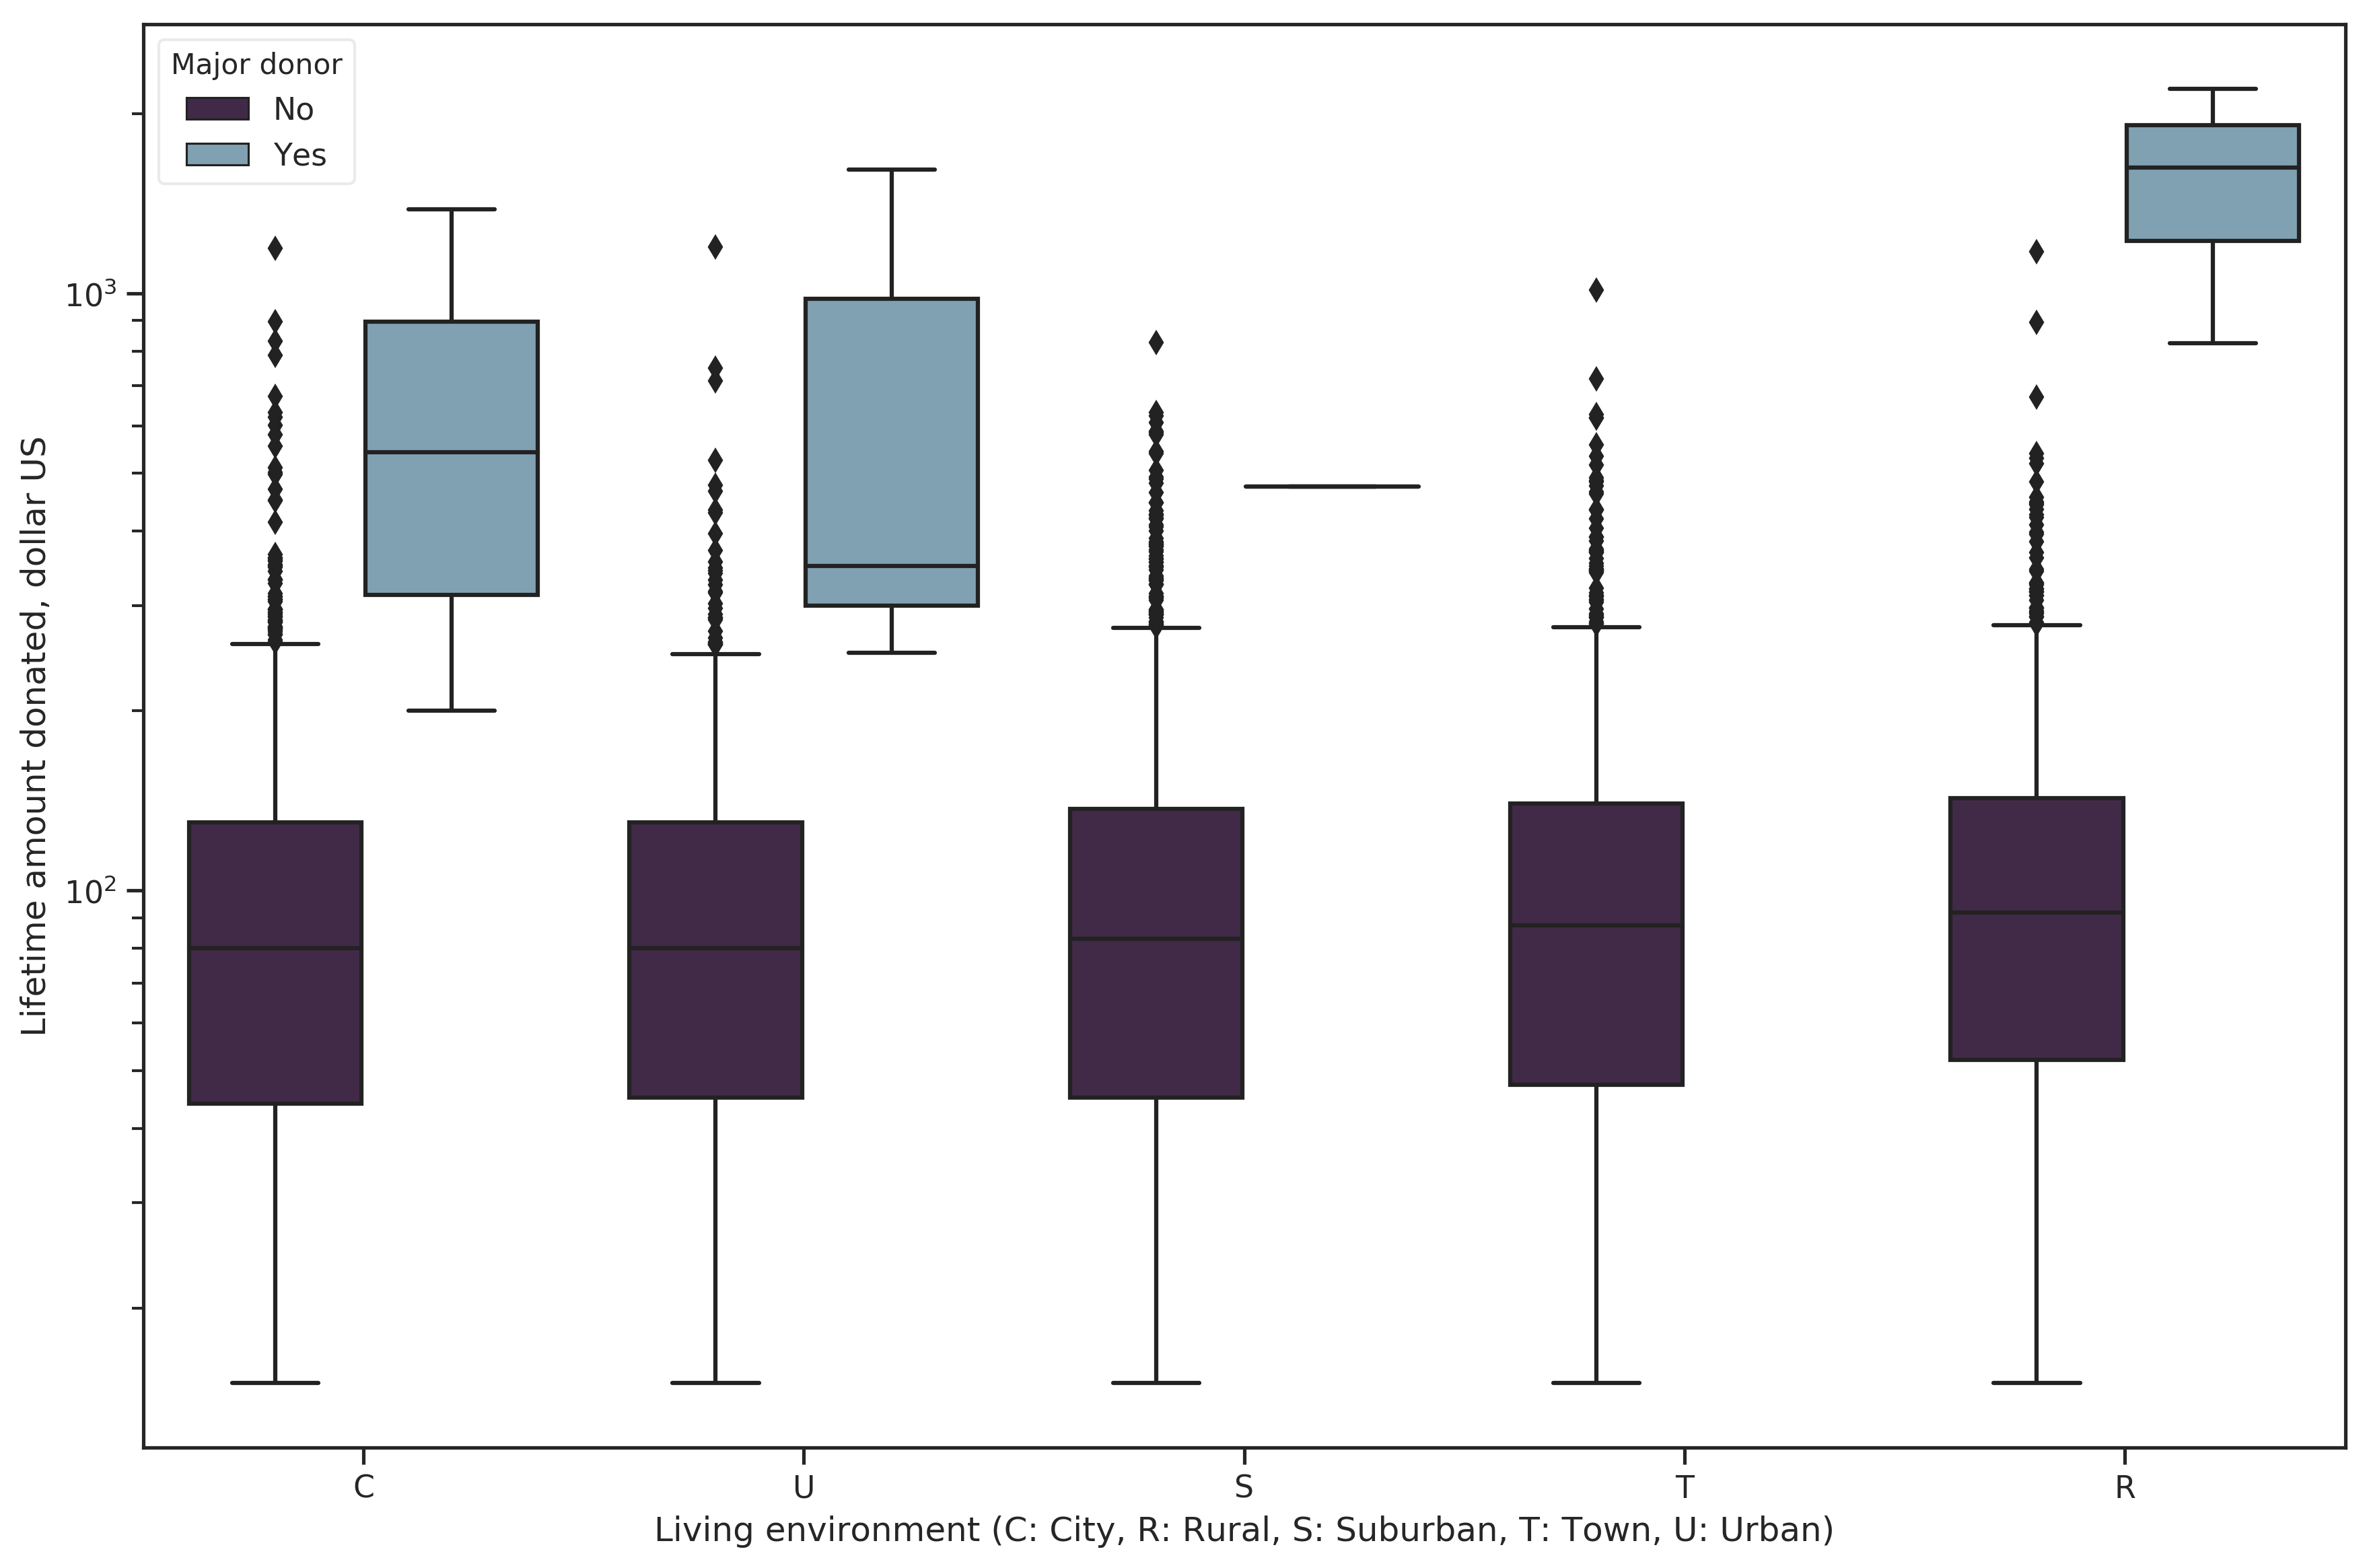 Major donor
No
Yes
Lifetime amount donated, dollar US
10³
10²
C U S T R
Living environment (C: City, R: Rural, S: Suburban, T: Town, U: Urban)